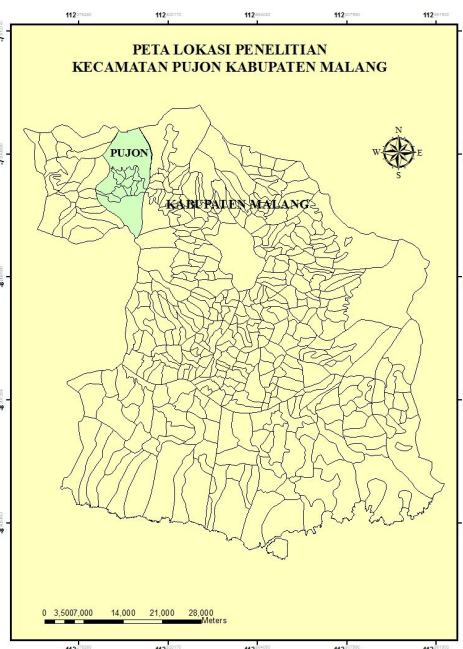 PETA LOKASI PENELITIAN
KECAMATAN PUJON KABUPATEN MALANG
N
W E
S
PUJON
KABUPATEN MALANG
0 3,5007,000 14,000 21,000 28,000
Meters